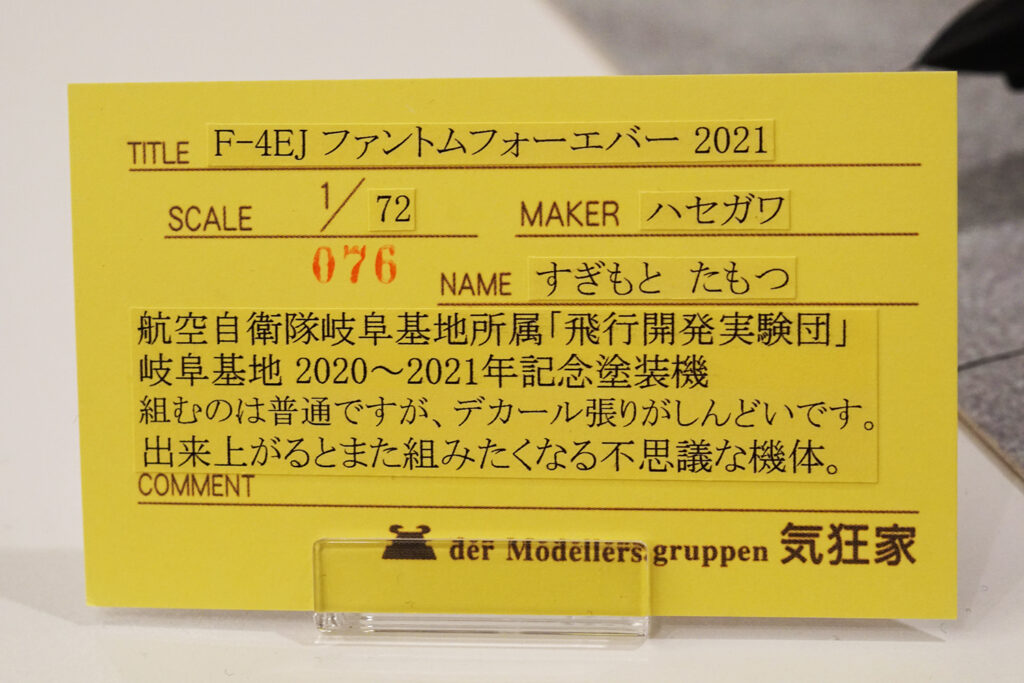 TITLE F-4EJ ファントムフォーエバー 2021
SCALE 1/72 MAKER ハセガワ
076
NAME すぎもと たもつ
航空自衛隊岐阜基地所属「飛行開発実験団」
岐阜基地 2020～2021年記念塗装機
組むのは普通ですが、デカール張りがしんどいです。
出来上がるとまた組みたくなる不思議な機体。
COMMENT
der Modellers gruppen 気狂家